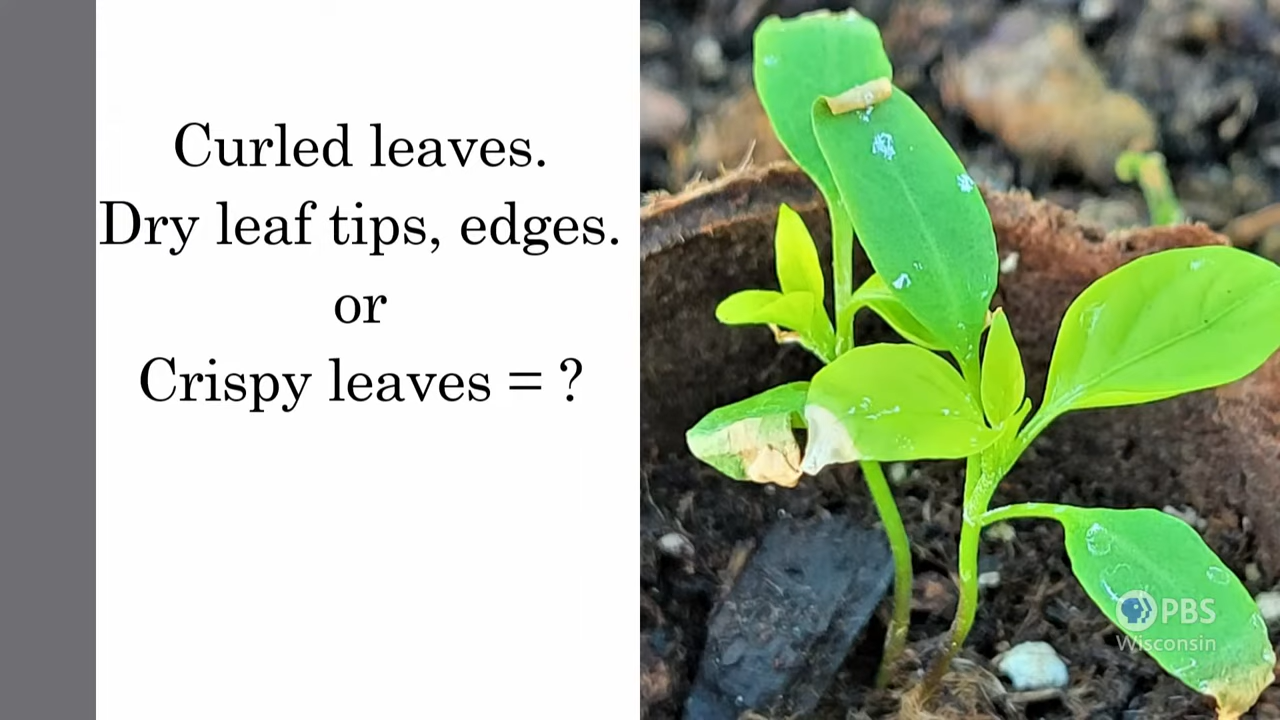 Curled leaves.
Dry leaf tips, edges.
or
Crispy leaves = ?
PBS
Wisconsin